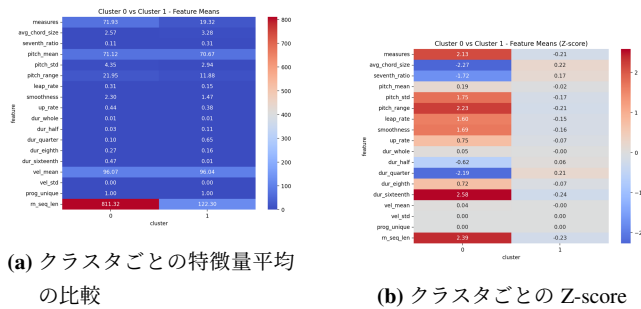 Cluster 0 vs Cluster 1 - Feature Means
measures 71.93 19.32
avg_chord_size 2.57 3.28
seventh_ratio 0.11 0.31
pitch_mean 71.12 70.67
pitch_std 4.35 2.94
pitch_range 21.95 11.88
leap_rate 0.31 0.15
smoothness 2.30 1.47
up_rate 0.44 0.38
dur_whole 0.01 0.01
dur_half 0.03 0.11
dur_quarter 0.10 0.65
dur_eighth 0.27 0.16
dur_sixteenth 0.47 0.01
vel_mean 96.07 96.04
vel_std 0.00 0.00
prog_unique 1.00 1.00
rn_seq_len 811.32 122.30
0 1
cluster
feature
800
700
600
500
400
300
200
100
0
(a) クラスタごとの特徴量平均
の比較
Cluster 0 vs Cluster 1 - Feature Means (Z-score)
measures 2.13 -0.21
avg_chord_size -2.27 0.22
seventh_ratio -1.72 0.17
pitch_mean 0.19 -0.02
pitch_std 1.75 -0.17
pitch_range 2.23 -0.21
leap_rate 1.60 -0.15
smoothness 1.69 -0.16
up_rate 0.75 -0.07
dur_whole 0.05 -0.00
dur_half -0.62 0.06
dur_quarter -2.19 0.21
dur_eighth 0.72 -0.07
dur_sixteenth 2.58 -0.24
vel_mean 0.04 -0.00
vel_std 0.00 0.00
prog_unique 0.00 0.00
rn_seq_len 2.39 -0.23
0 1
cluster
feature
2
1
0
-1
-2
(b) クラスタごとの Z-score